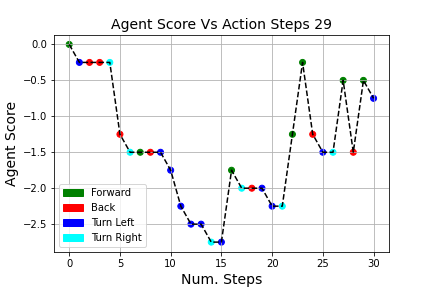 Agent Score Vs Action Steps 29
0.0
−0.5
−1.0
−1.5
−2.0
−2.5
Agent Score
Forward
Back
Turn Left
Turn Right
0 5 10 15 20 25 30
Num. Steps